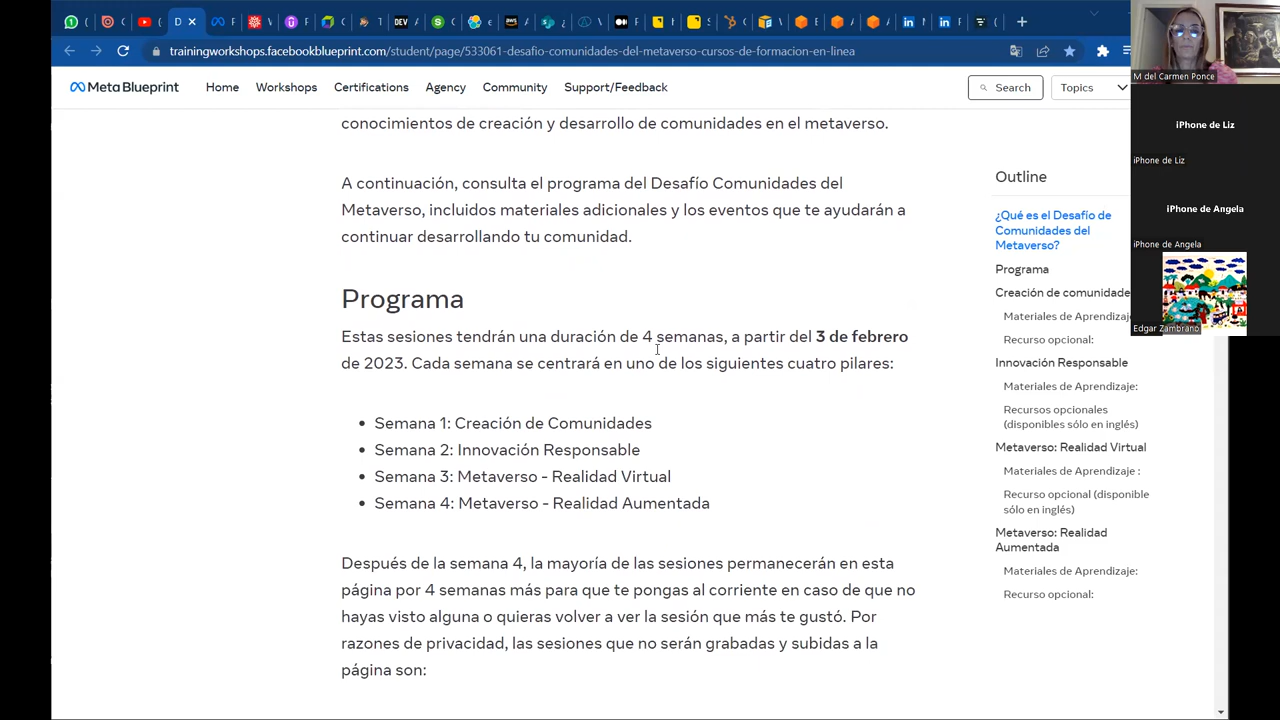 D
DEV
trainingworkshops.facebookblueprint.com/student/page/533061-desafio-comunidades-del-metaverso-cursos-de-formacion-en-linea
Meta Blueprint
Home
Workshops
Certifications
Agency
Community
Support/Feedback
Search
Topics
conocimientos de creación y desarrollo de comunidades en el metaverso.
A continuación, consulta el programa del Desafío Comunidades del
Metaverso, incluidos materiales adicionales y los eventos que te ayudarán a
continuar desarrollando tu comunidad.
Programa
Estas sesiones tendrán una duración de 4 semanas, a partir del 3 de febrero
de 2023. Cada semana se centrará en uno de los siguientes cuatro pilares:
• Semana 1: Creación de Comunidades
• Semana 2: Innovación Responsable
• Semana 3: Metaverso - Realidad Virtual
• Semana 4: Metaverso - Realidad Aumentada
Después de la semana 4, la mayoría de las sesiones permanecerán en esta
página por 4 semanas más para que te pongas al corriente en caso de que no
hayas visto alguna o quieras volver a ver la sesión que más te gustó. Por
razones de privacidad, las sesiones que no serán grabadas y subidas a la
página son:
Outline
¿Qué es el Desafío de
Comunidades del
Metaverso?
Programa
Creación de comunidade
Materiales de Aprendizaje
Recurso opcional:
Innovación Responsable
Materiales de Aprendizaje:
Recursos opcionales
(disponibles sólo en inglés)
Metaverso: Realidad Virtual
Materiales de Aprendizaje :
Recurso opcional (disponible
sólo en inglés)
Metaverso: Realidad
Aumentada
Materiales de Aprendizaje:
Recurso opcional:
M del Carmen Ponce
iPhone de Liz
iPhone de Liz
iPhone de Angela
iPhone de Angela
Edgar Zambrano